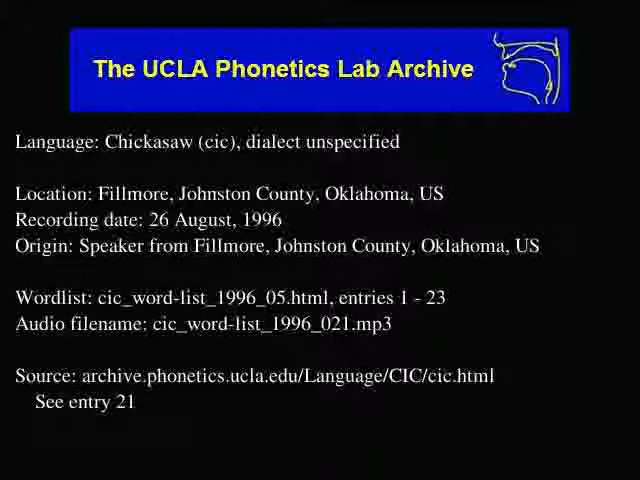 The UCLA Phonetics Lab Archive
Language: Chickasaw (cic), dialect unspecified
Location: Fillmore, Johnston County, Oklahoma, US
Recording date: 26 August, 1996
Origin: Speaker from Fillmore, Johnston County, Oklahoma, US
Wordlist: cic_word-list_1996_05.html, entries 1 - 23
Audio filename: cic_word-list_1996_021.mp3
Source: archive.phonetics.ucla.edu/Language/CIC/cic.html
See entry 21